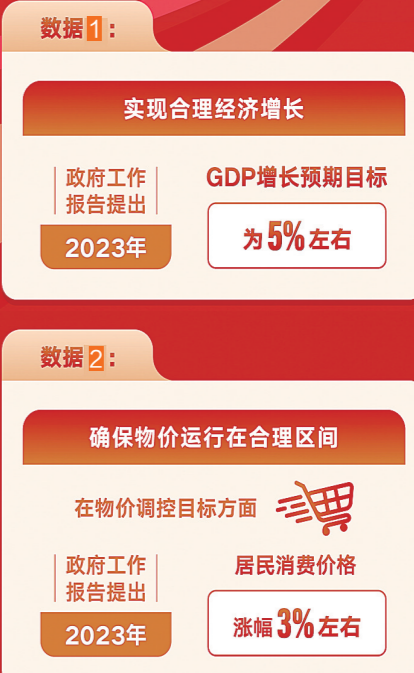 数据1：
实现合理经济增长
政府工作
报告提出
2023年
GDP增长预期目标
为5%左右
数据2：
确保物价运行在合理区间
在物价调控目标方面
政府工作
报告提出
2023年
居民消费价格
涨幅3%左右